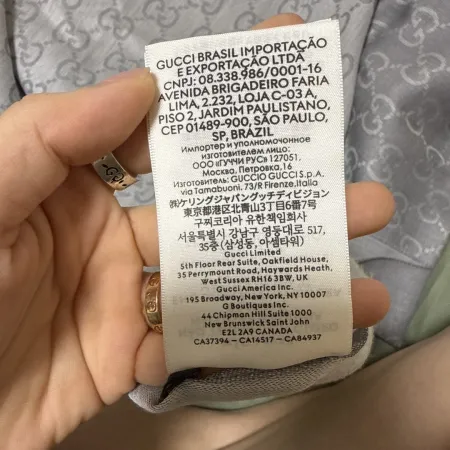 GUCCI BRASIL IMPORTAÇÃO
E EXPORTAÇÃO LTDA
CNPJ: 08.338.986/0001-16
AVENIDA BRIGADEIRO FARIA
LIMA, 2.232, LOJA C-03 A,
PISO 2, JARDIM PAULISTANO,
CEP 01489-900, SÃO PAULO,
SP, BRAZIL
Импортер и уполномоченное
изготовителем лицо:
ООО «ГУЧЧИ РУС» 127051,
Москва, Петровка,16
Изготовитель: GUCCIO GUCCI S.P.A.
via Tornabuoni, 73/R Firenze, Italia
㈱ケリングジャパングッチディビジョン
東京都港区北青山3丁目6番7号
구찌코리아 유한책임회사
서울특별시 강남구 영동대로 517,
35층 (삼성동, 아셈타워)
Gucci Limited
5th Floor Rear Suite, Oakfield House,
35 Perrymount Road, Haywards Heath,
West Sussex RH16 3BW, UK
Gucci America Inc.
195 Broadway, New York, NY 10007
G Boutiques Inc.
44 Chipman Hill Suite 1000
New Brunswick Saint John
E2L 2A9 CANADA
CA37394 - CA14517 - CA84937